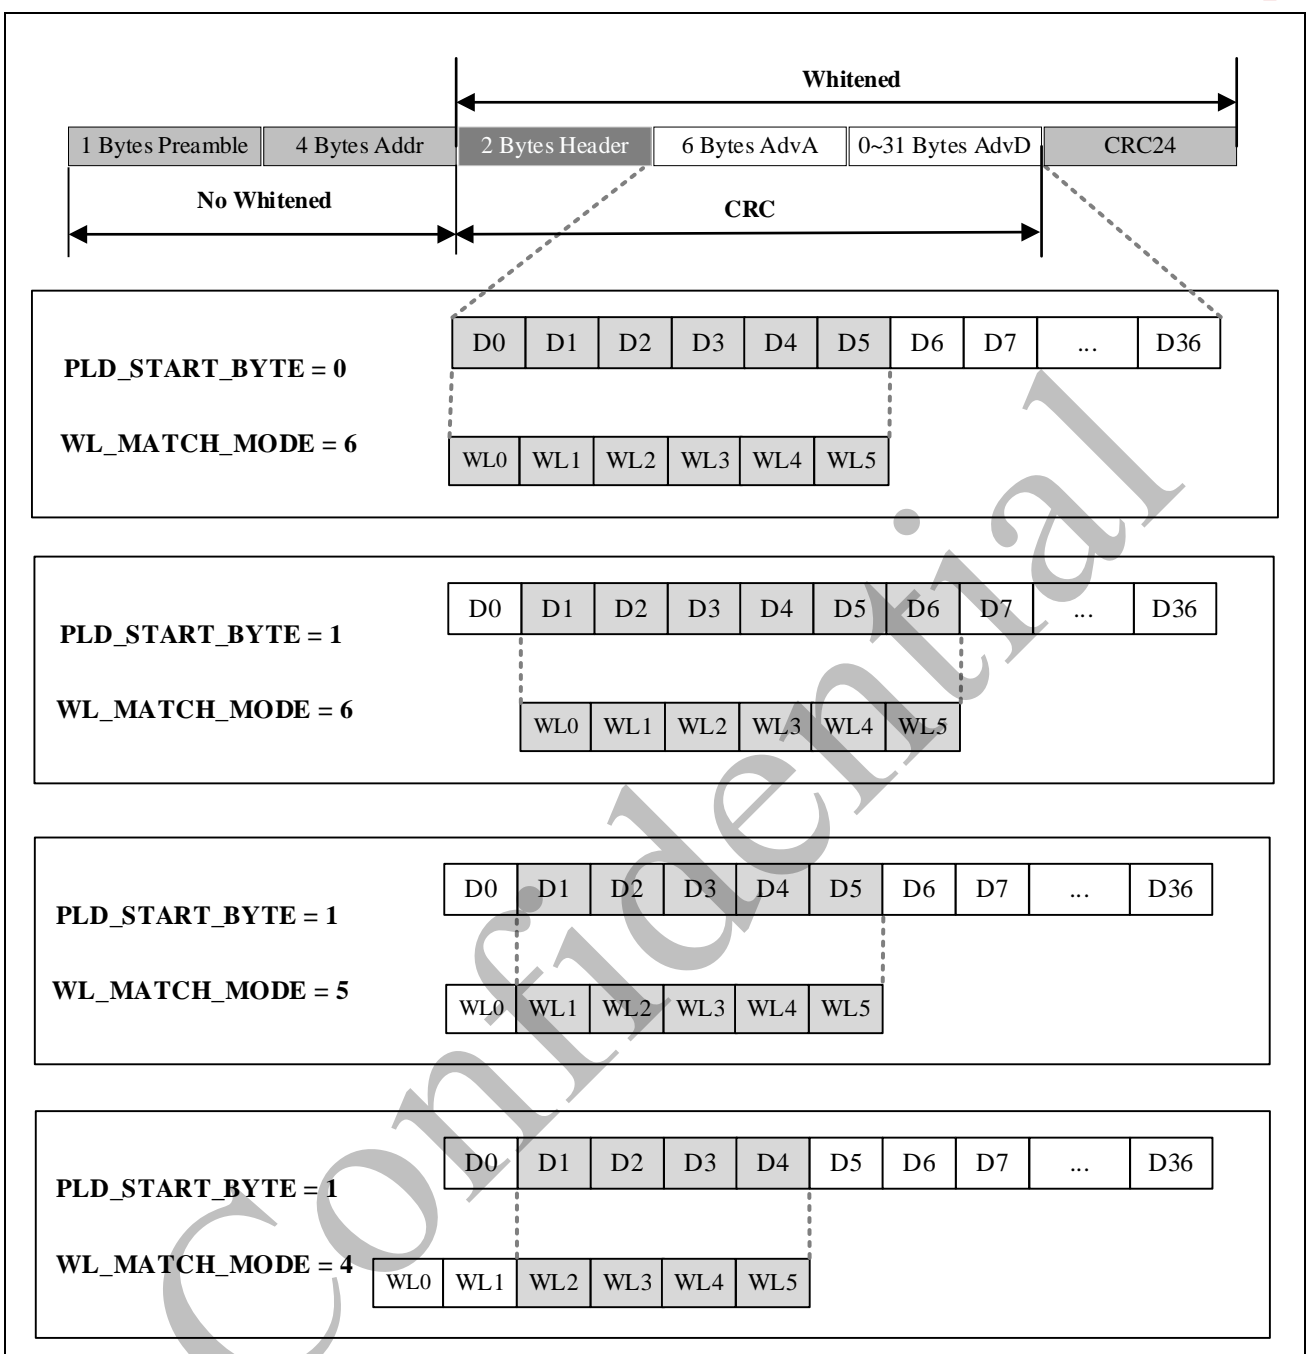 Whitened
1 Bytes Preamble 4 Bytes Addr 2 Bytes Header 6 Bytes AdvA 0~31 Bytes AdvD CRC24
No Whitened CRC
D0 D1 D2 D3 D4 D5 D6 D7 ... D36
PLD_START_BYTE = 0
WL_MATCH_MODE = 6
WL0 WL1 WL2 WL3 WL4 WL5
D0 D1 D2 D3 D4 D5 D6 D7 ... D36
PLD_START_BYTE = 1
WL_MATCH_MODE = 6
WL0 WL1 WL2 WL3 WL4 WL5
D0 D1 D2 D3 D4 D5 D6 D7 ... D36
PLD_START_BYTE = 1
WL_MATCH_MODE = 5
WL0 WL1 WL2 WL3 WL4 WL5
D0 D1 D2 D3 D4 D5 D6 D7 ... D36
PLD_START_BYTE = 1
WL_MATCH_MODE = 4
WL0 WL1 WL2 WL3 WL4 WL5
Confidential